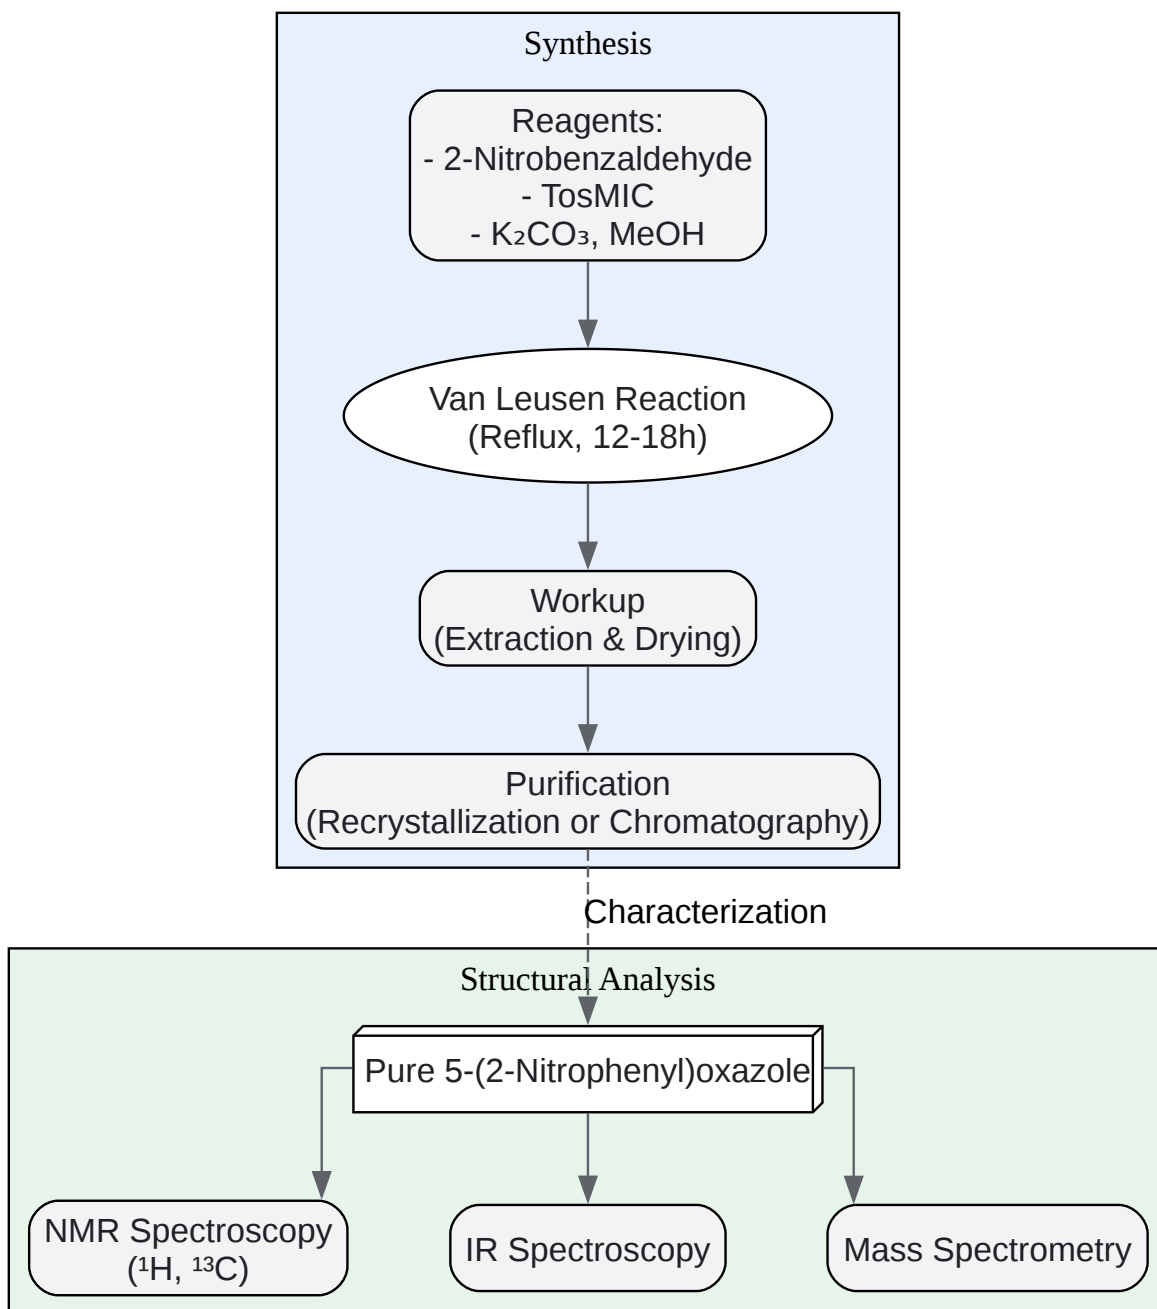 Synthesis
Reagents:
- 2-Nitrobenzaldehyde
- TosMIC
- K₂CO₃, MeOH
Van Leusen Reaction
(Reflux, 12-18h)
Workup
(Extraction & Drying)
Purification
(Recrystallization or Chromatography)
Characterization
Structural Analysis
Pure 5-(2-Nitrophenyl)oxazole
NMR Spectroscopy
(¹H, ¹³C)
IR Spectroscopy
Mass Spectrometry